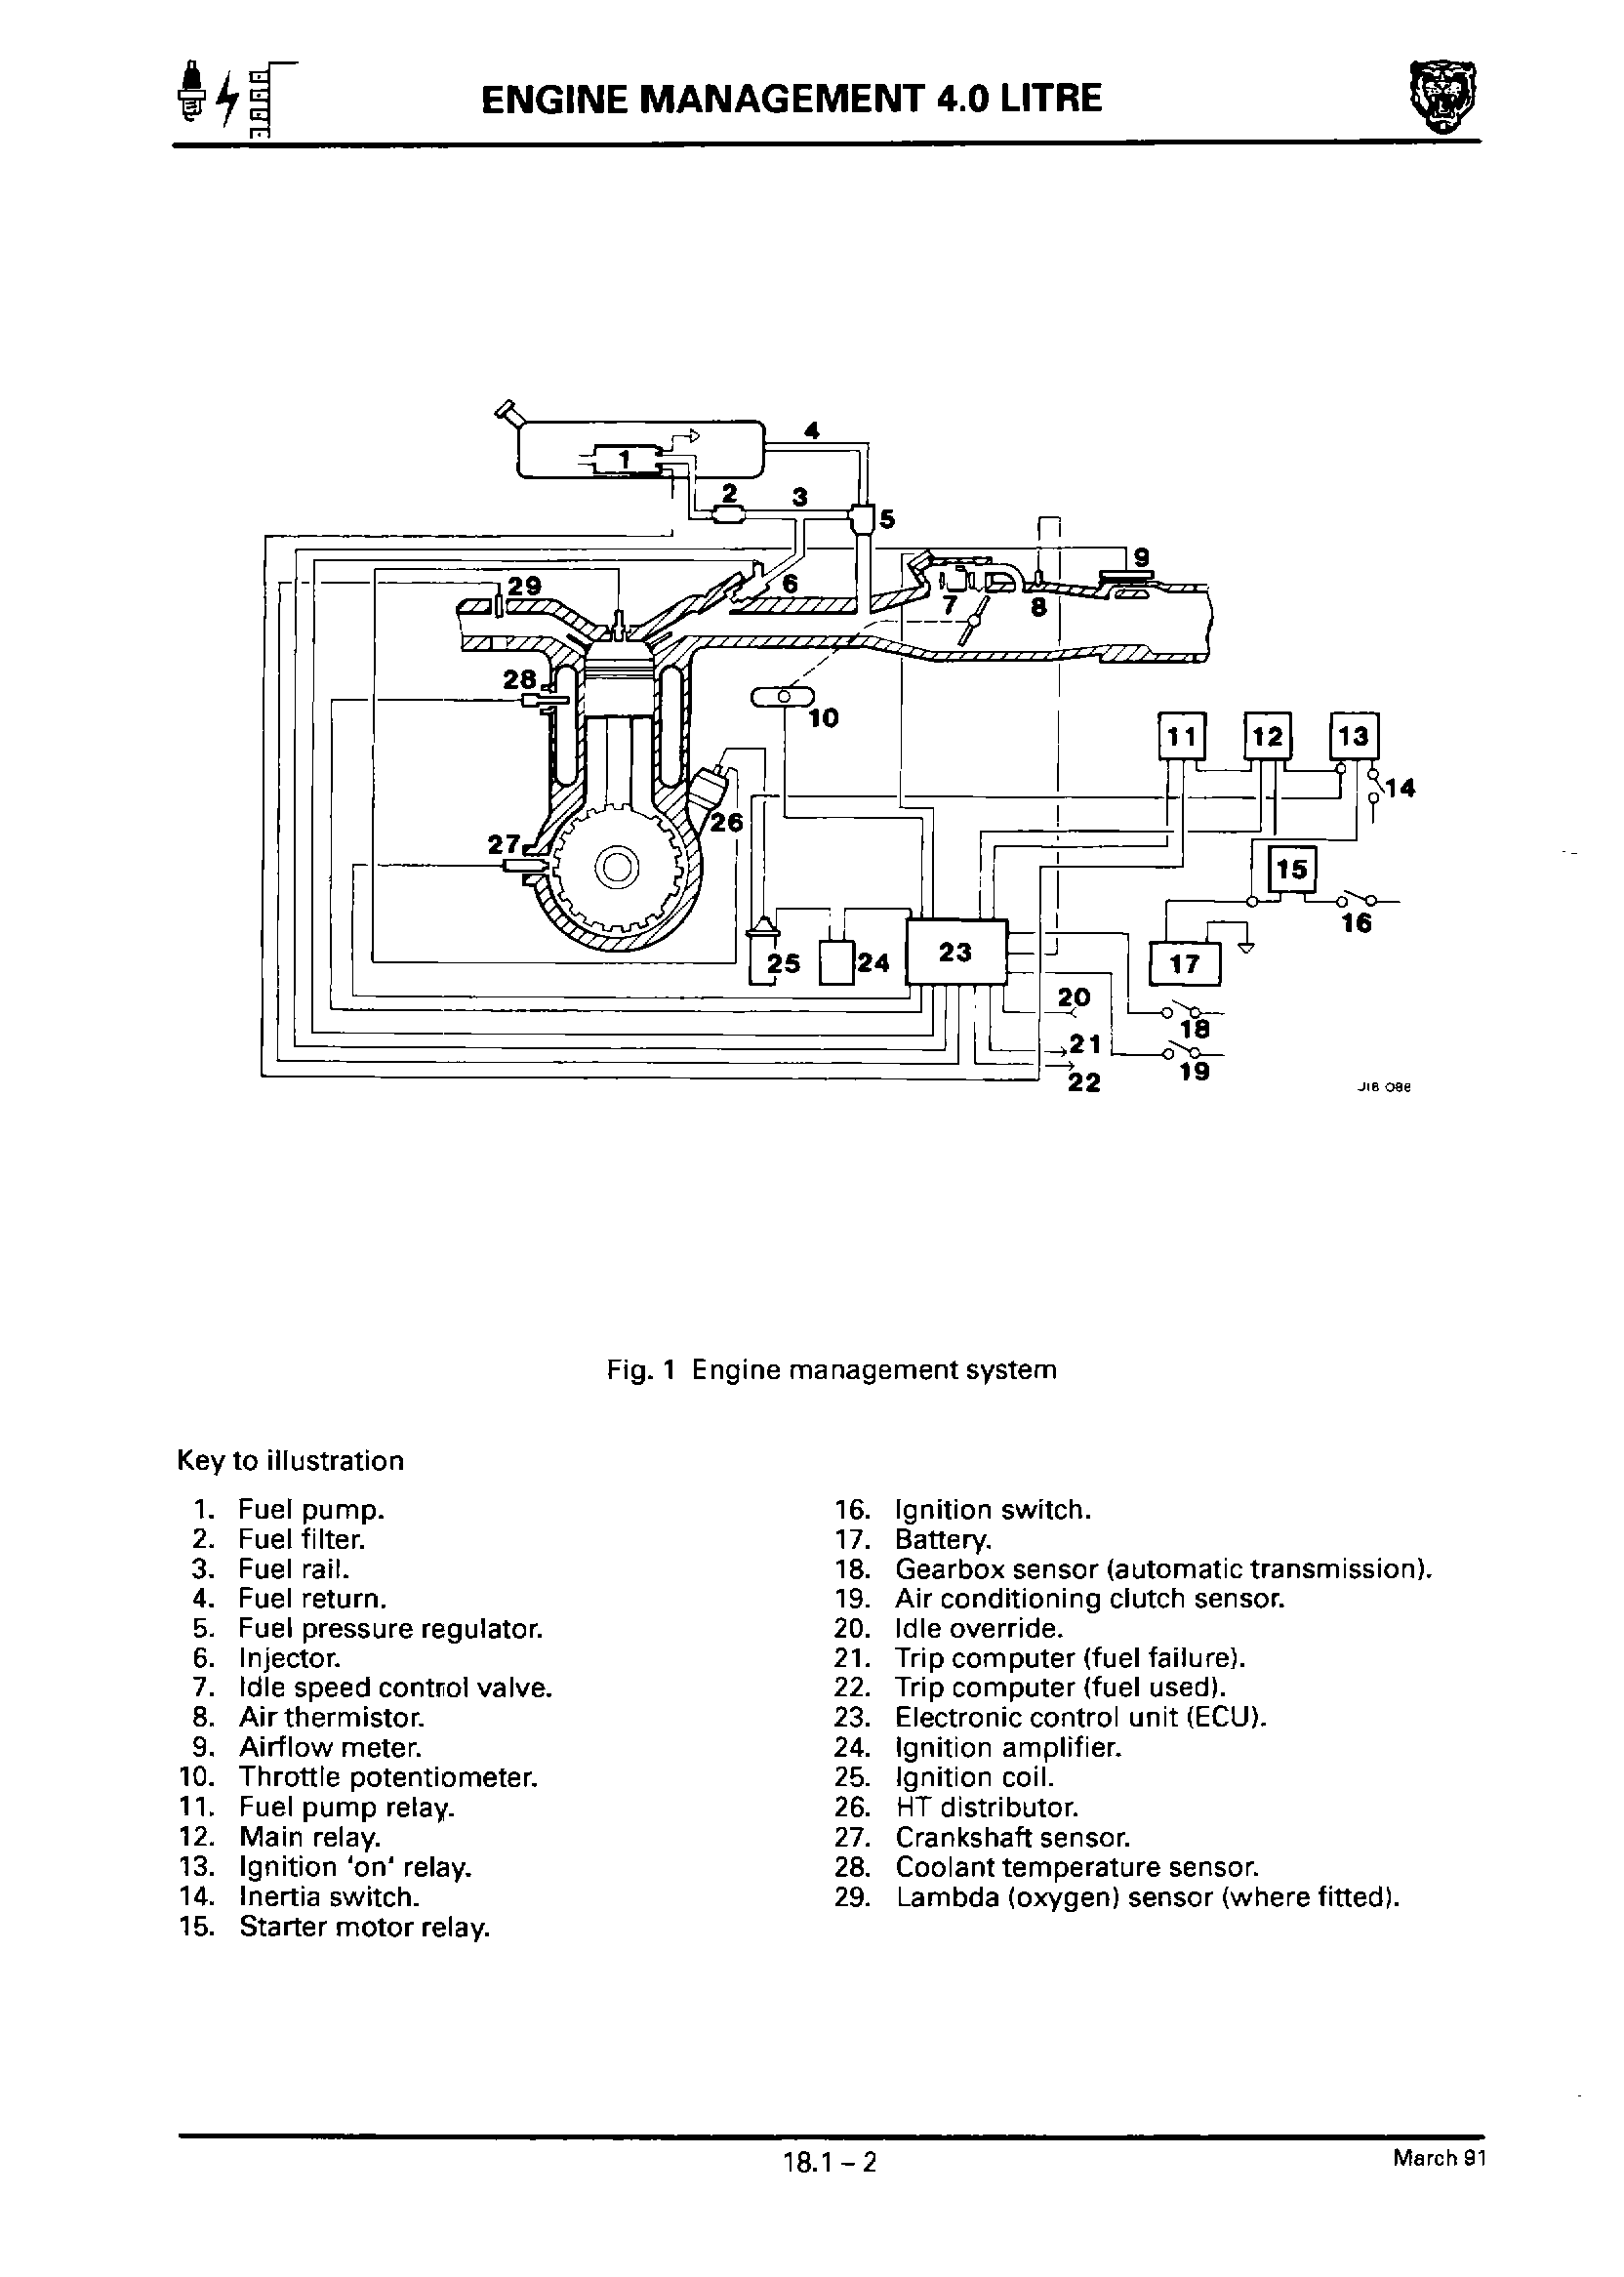 ENGINE MANAGEMENT 4.0 LITRE
4
1
2
3
5
9
29
6
7
8
28
10
11
12
13
14
26
27
15
16
25
24
23
17
20
18
21
19
22
Fig. 1 Engine management system
Key to illustration
1. Fuel pump.
2. Fuel filter.
3. Fuel rail.
4. Fuel return.
5. Fuel pressure regulator.
6. Injector.
7. Idle speed control valve.
8. Air thermistor.
9. Airflow meter.
10. Throttle potentiometer.
11. Fuel pump relay.
12. Main relay.
13. Ignition 'on' relay.
14. Inertia switch.
15. Starter motor relay.
16. Ignition switch.
17. Battery.
18. Gearbox sensor (automatic transmission).
19. Air conditioning clutch sensor.
20. Idle override.
21. Trip computer (fuel failure).
22. Trip computer (fuel used).
23. Electronic control unit (ECU).
24. Ignition amplifier.
25. Ignition coil.
26. HT distributor.
27. Crankshaft sensor.
28. Coolant temperature sensor.
29. Lambda (oxygen) sensor (where fitted).
18.1 – 2
March 91